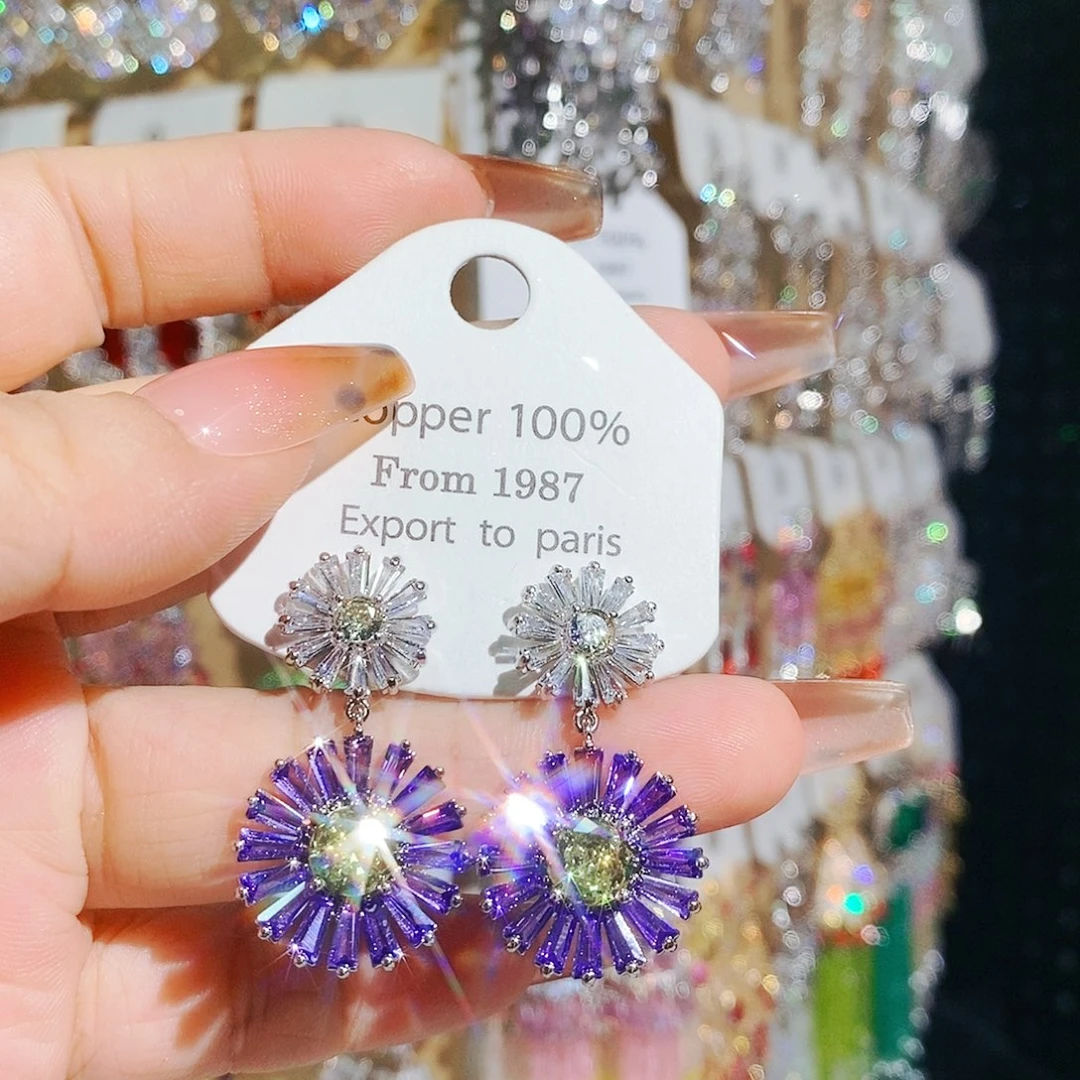 opper 100%
From 1987
Export to paris